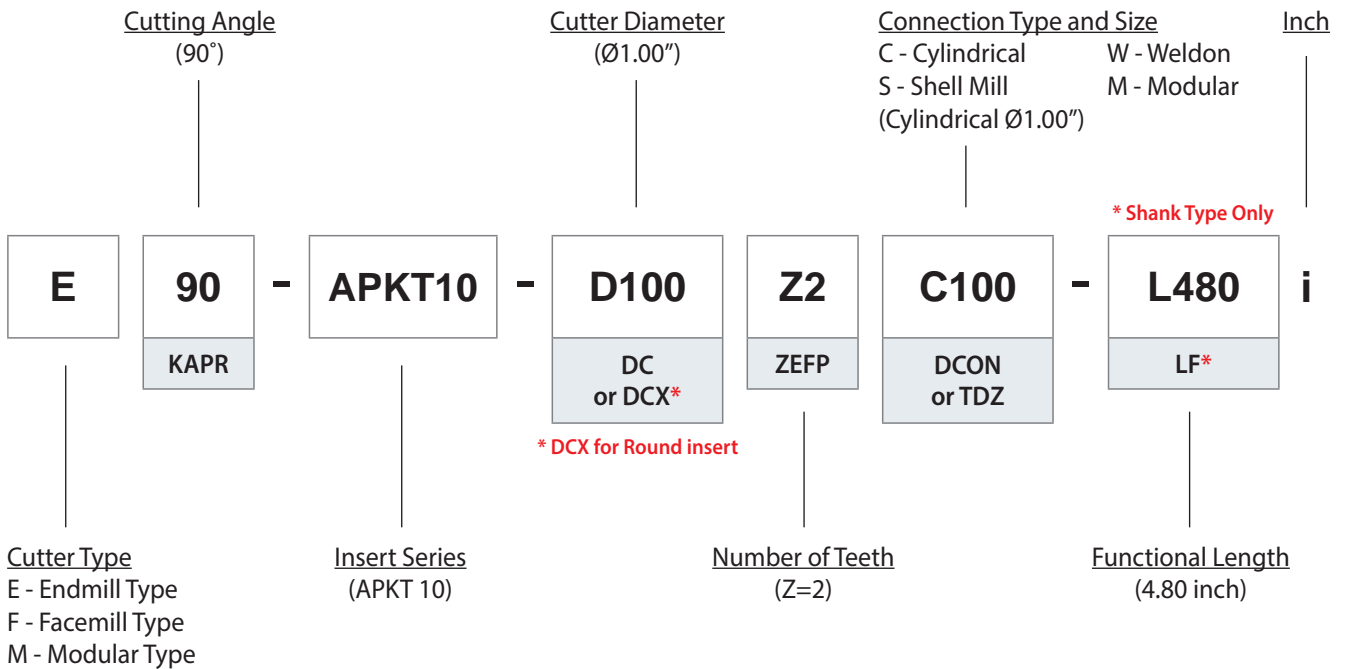 Cutting Angle
(90°)
Cutter Diameter
(Ø1.00")
Connection Type and Size
C - Cylindrical W - Weldon
S - Shell Mill M - Modular
(Cylindrical Ø1.00")
Inch
* Shank Type Only
E 90 - APKT10 - D100 Z2 C100 - L480 i
KAPR
DC
or DCX*
ZEFP
DCON
or TDZ
LF*
* DCX for Round insert
Cutter Type
E - Endmill Type
F - Facemill Type
M - Modular Type
Insert Series
(APKT 10)
Number of Teeth
(Z=2)
Functional Length
(4.80 inch)